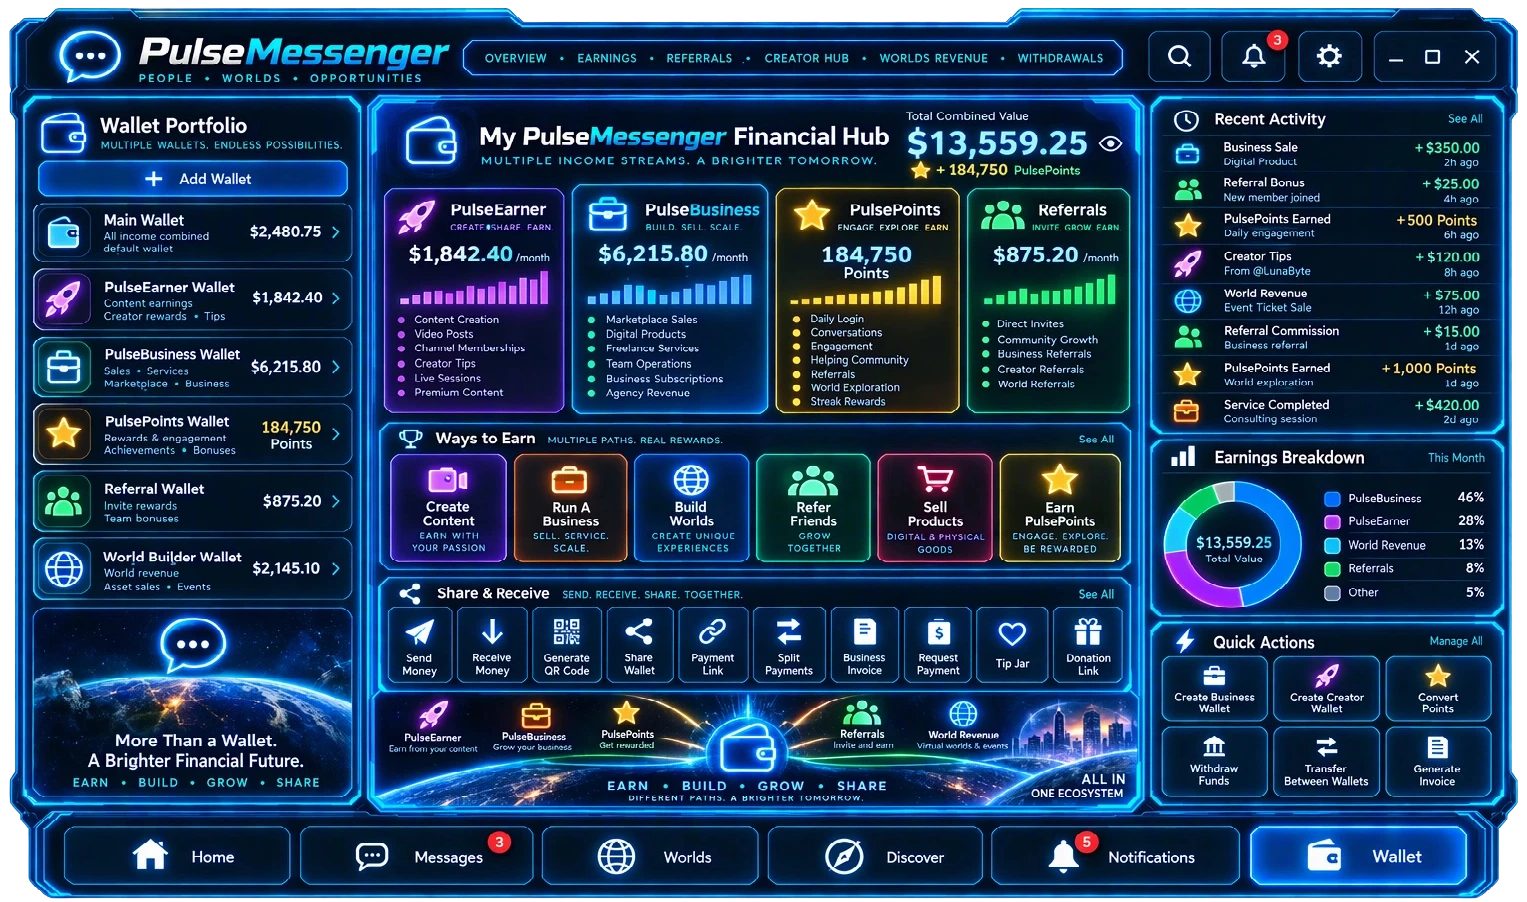 PulseMessenger
PEOPLE • WORLDS • OPPORTUNITIES
OVERVIEW • EARNINGS • REFERRALS • CREATOR HUB • WORLDS REVENUE • WITHDRAWALS
3
Wallet Portfolio
MULTIPLE WALLETS. ENDLESS POSSIBILITIES.
+ Add Wallet
Main Wallet
All income combined
default wallet
$2,480.75
PulseEarner Wallet
Content earnings
Creator rewards • Tips
$1,842.40
PulseBusiness Wallet
Sales • Services
Marketplace • Business
$6,215.80
PulsePoints Wallet
Rewards & engagement
Achievements • Bonuses
184,750
Points
Referral Wallet
Invite rewards
Team bonuses
$875.20
World Builder Wallet
World revenue
Asset sales • Events
$2,145.10
More Than a Wallet.
A Brighter Financial Future.
EARN • BUILD • GROW • SHARE
My PulseMessenger Financial Hub
MULTIPLE INCOME STREAMS. A BRIGHTER TOMORROW.
Total Combined Value
$13,559.25
+ 184,750 PulsePoints
PulseEarner
CREATE SHARE. EARN
$1,842.40 /month
Content Creation
Video Posts
Channel Memberships
Creator Tips
Live Sessions
Premium Content
PulseBusiness
BUILD. SELL. SCALE.
$6,215.80 /month
Marketplace Sales
Digital Products
Freelance Services
Team Operations
Business Subscriptions
Agency Revenue
PulsePoints
ENGAGE. EXPLORE. EARN
184,750
Points
Daily Login
Conversations
Engagement
Helping Community
Referrals
World Exploration
Streak Rewards
Referrals
INVITE. GROW. EARN
$875.20 /month
Direct Invites
Community Growth
Business Referrals
Creator Referrals
World Referrals
Ways to Earn
MULTIPLE PATHS. REAL REWARDS.
See All
Create
Content
EARN WITH
YOUR PASSION
Run A
Business
SELL. SERVICE.
SCALE.
Build
Worlds
CREATE UNIQUE
EXPERIENCES
Refer
Friends
GROW
TOGETHER
Sell
Products
DIGITAL & PHYSICAL
GOODS
Earn
PulsePoints
ENGAGE. EXPLORE.
BE REWARDED
Share & Receive
SEND. RECEIVE. SHARE. TOGETHER.
See All
Send
Money
Receive
Money
Generate
QR Code
Share
Wallet
Payment
Link
Split
Payments
Business
Invoice
$
Request
Payment
Tip Jar
Donation
Link
PulseEarner
Earn from your content
PulseBusiness
Grow your business
PulsePoints
Get rewarded
Referrals
Invite and earn
World Revenue
Virtual worlds & events
EARN • BUILD • GROW • SHARE
DIFFERENT PATHS. A BRIGHTER TOMORROW.
ALL IN
ONE ECOSYSTEM
Recent Activity
See All
Business Sale
Digital Product
+$350.00
2h ago
Referral Bonus
New member joined
+$25.00
4h ago
PulsePoints Earned
Daily engagement
+500 Points
6h ago
Creator Tips
From @LunaByte
+$120.00
8h ago
World Revenue
Event Ticket Sale
+$75.00
12h ago
Referral Commission
Business referral
+$15.00
1d ago
PulsePoints Earned
World exploration
+1,000 Points
1d ago
Service Completed
Consulting session
+$420.00
2d ago
Earnings Breakdown
This Month
$13,559.25
Total Value
PulseBusiness 46%
PulseEarner 28%
World Revenue 13%
Referrals 8%
Other 5%
Quick Actions
Manage All
Create Business
Wallet
Create Creator
Wallet
Convert
Points
Withdraw
Funds
Transfer
Between Wallets
Generate
Invoice
Home
Messages
3
Worlds
Discover
5
Notifications
Wallet